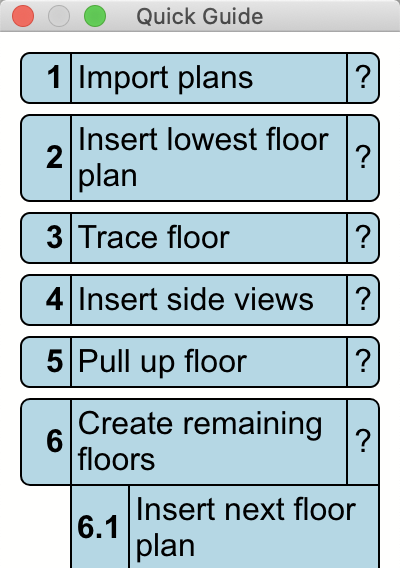 Quick Guide
1 Import plans ?
2 Insert lowest floor
plan ?
3 Trace floor ?
4 Insert side views ?
5 Pull up floor ?
6 Create remaining
floors ?
6.1 Insert next floor
plan